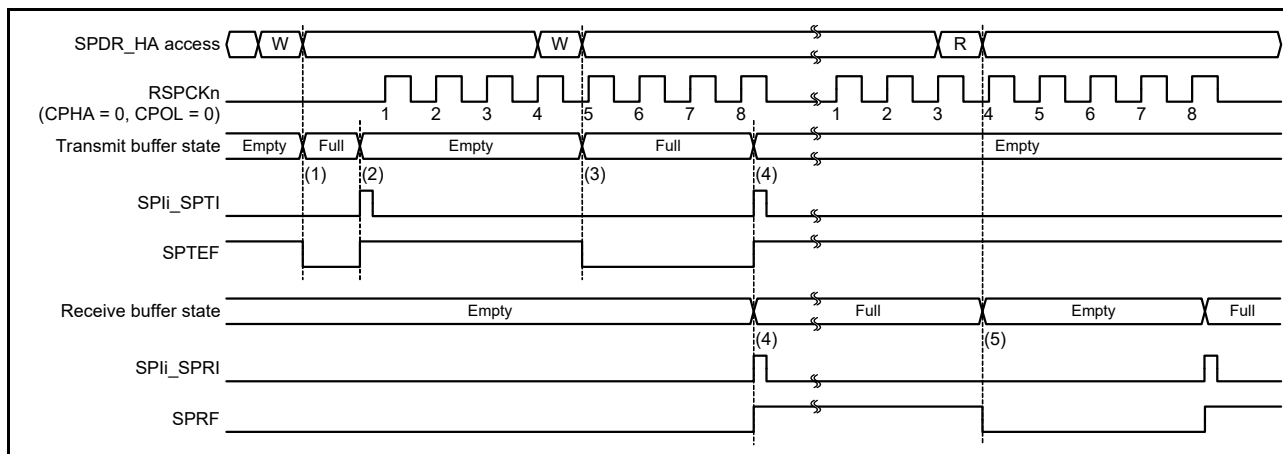 SPDR_HA access W W R
RSPCKn
(CPHA = 0, CPOL = 0) 1 2 3 4 5 6 7 8 1 2 3 4 5 6 7 8
Transmit buffer state Empty Full Empty Full Empty
(1) (2) (3) (4)
SPIi_SPTI
SPTEF
Receive buffer state Empty Full Empty Full
(4) (5)
SPIi_SPRI
SPRF